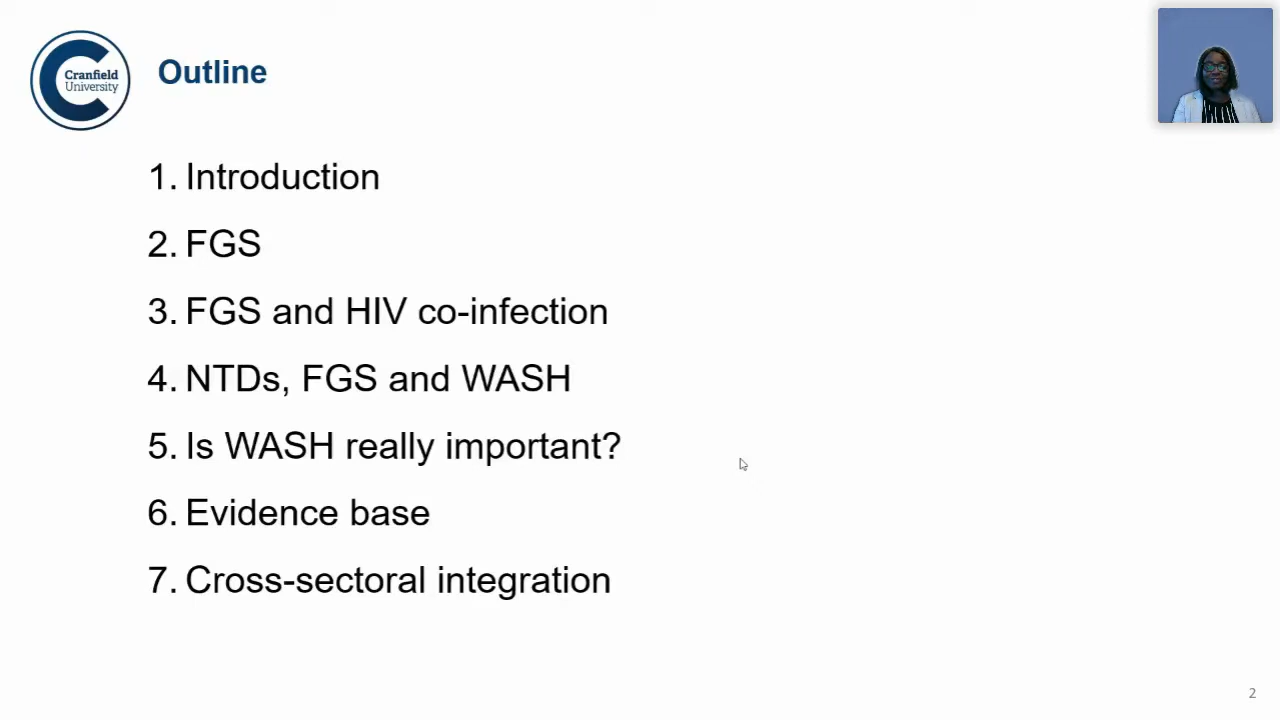 Cranfield
University
Outline
1. Introduction
2. FGS
3. FGS and HIV co-infection
4. NTDs, FGS and WASH
5. Is WASH really important?
6. Evidence base
7. Cross-sectoral integration
2